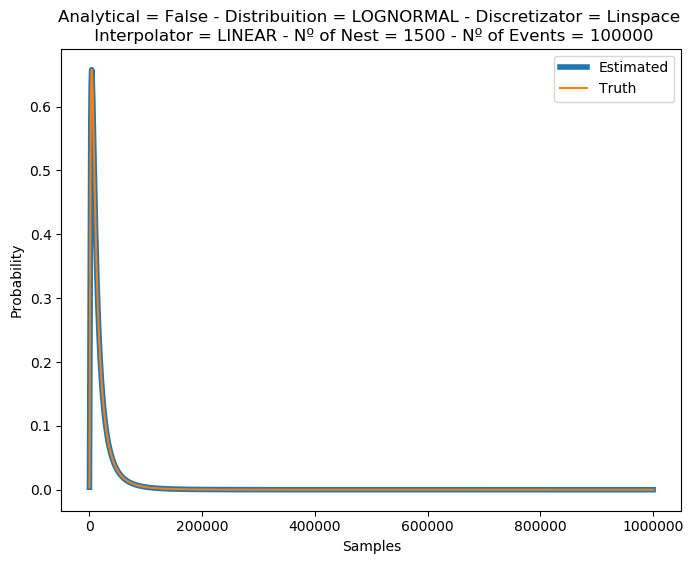 Analytical = False - Distribuition = LOGNORMAL - Discretizator = Linspace
Interpolator = LINEAR - Nº of Nest = 1500 - Nº of Events = 100000
Estimated
Truth
0.6
0.5
0.4
0.3
0.2
0.1
0.0
Probability
0 200000 400000 600000 800000 1000000
Samples